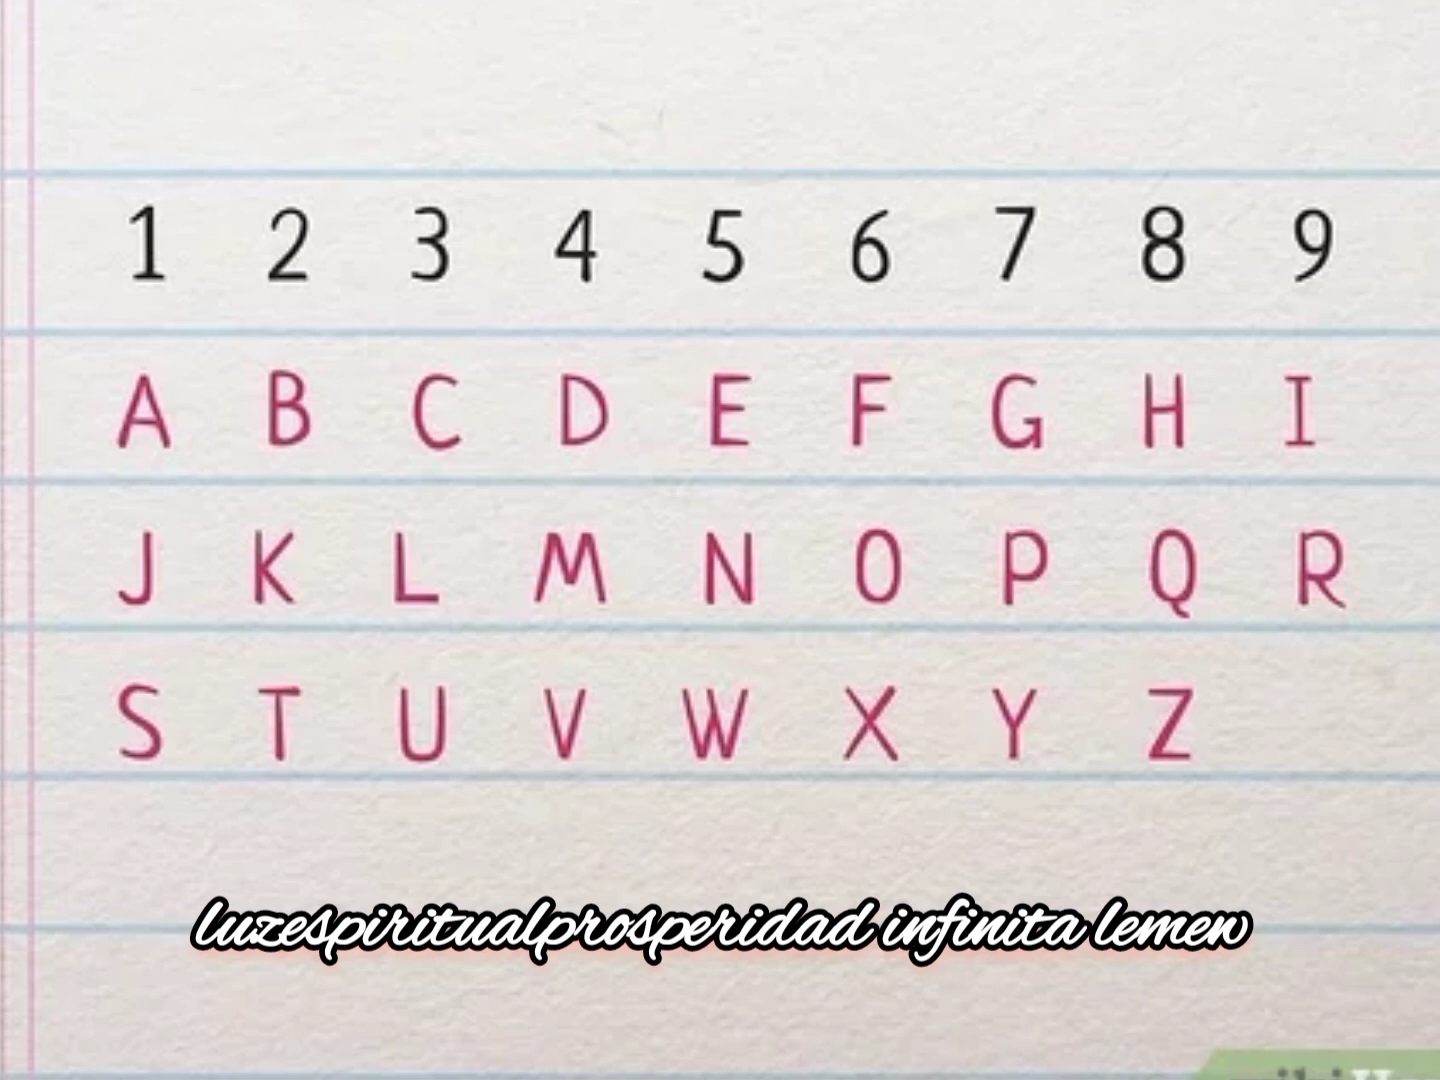 1 2 3 4 5 6 7 8 9
A B C D E F G H I
J K L M N O P Q R
S T U V W X Y Z
luzespiritualprosperidad infinita lemew